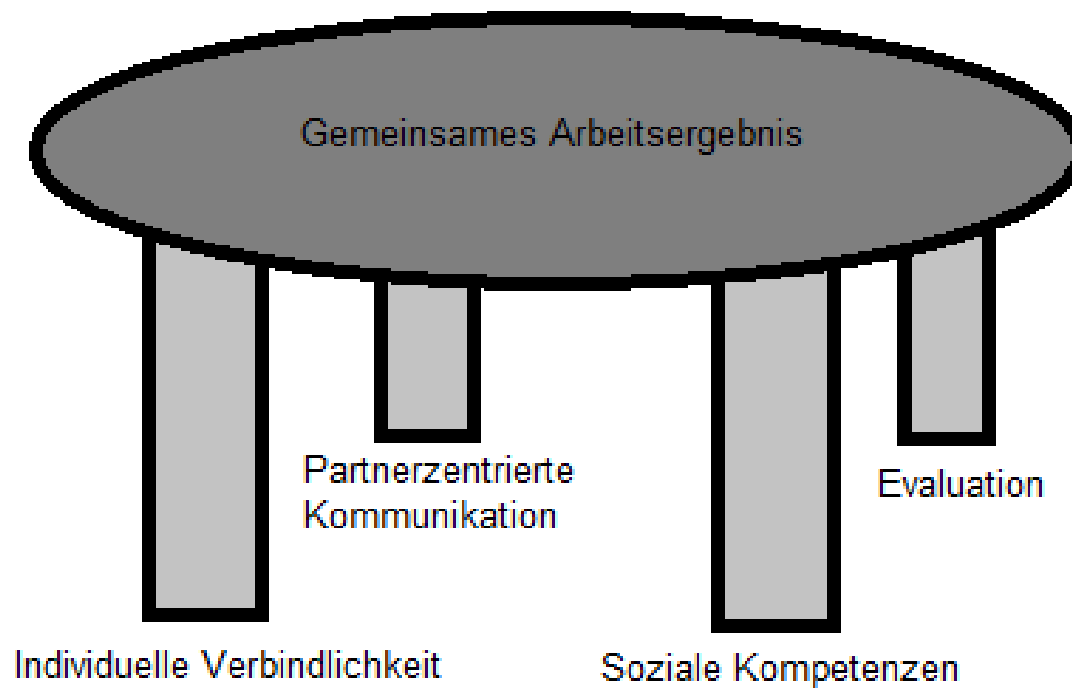 Gemeinsames Arbeitsergebnis
Partnerzentrierte
Kommunikation
Evaluation
Individuelle Verbindlichkeit
Soziale Kompetenzen